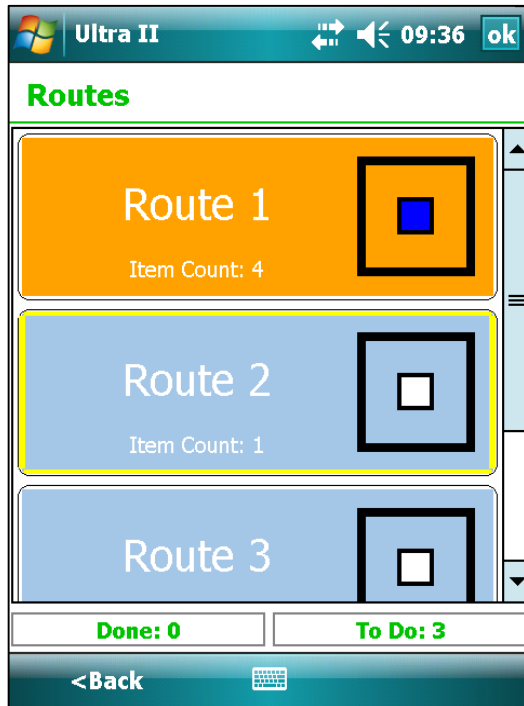 Ultra II 09:36 ok
Routes
Route 1
Item Count: 4
Route 2
Item Count: 1
Route 3
Done: 0 To Do: 3
<Back